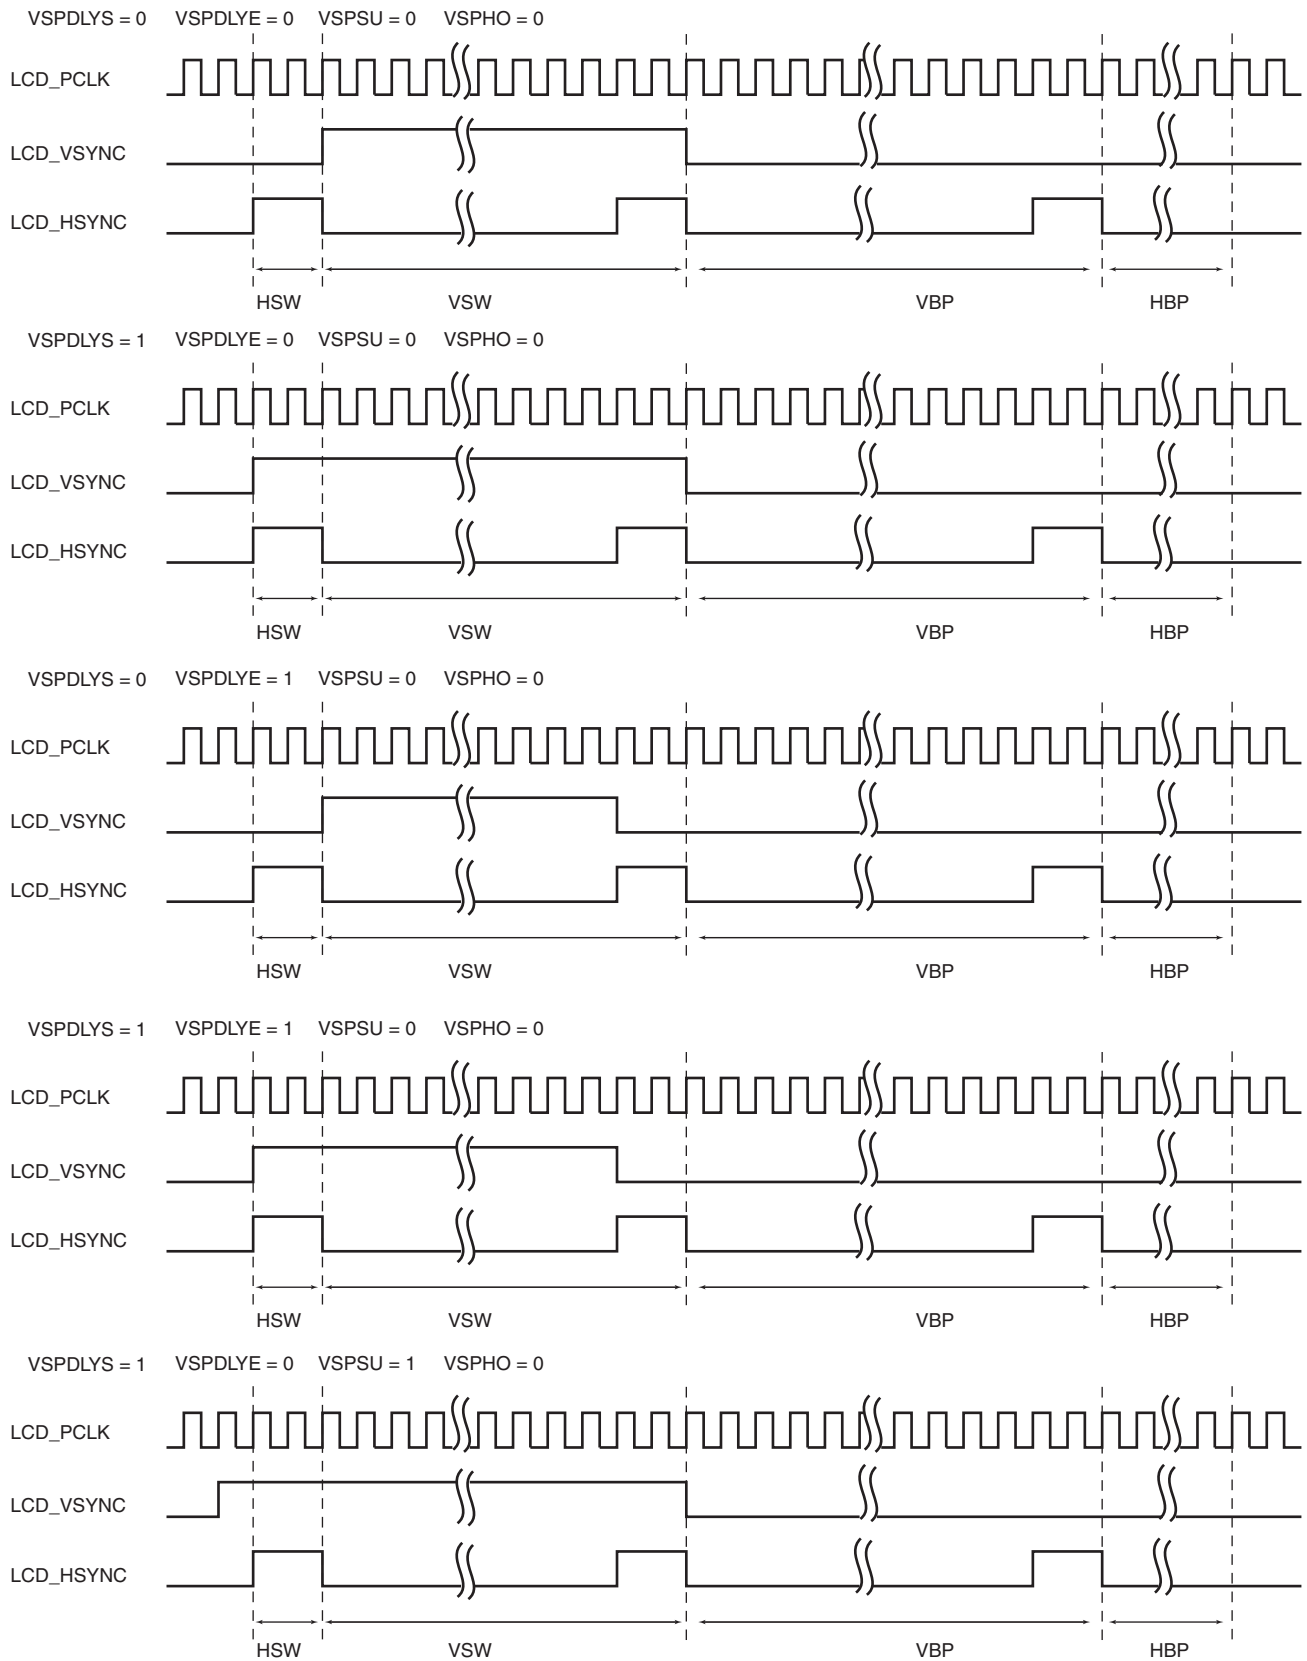 VSPDLYS = 0 VSPDLYE = 0 VSPSU = 0 VSPHO = 0
LCD_PCLK
LCD_VSYNC
LCD_HSYNC
HSW VSW VBP HBP
VSPDLYS = 1 VSPDLYE = 0 VSPSU = 0 VSPHO = 0
LCD_PCLK
LCD_VSYNC
LCD_HSYNC
HSW VSW VBP HBP
VSPDLYS = 0 VSPDLYE = 1 VSPSU = 0 VSPHO = 0
LCD_PCLK
LCD_VSYNC
LCD_HSYNC
HSW VSW VBP HBP
VSPDLYS = 1 VSPDLYE = 1 VSPSU = 0 VSPHO = 0
LCD_PCLK
LCD_VSYNC
LCD_HSYNC
HSW VSW VBP HBP
VSPDLYS = 1 VSPDLYE = 0 VSPSU = 1 VSPHO = 0
LCD_PCLK
LCD_VSYNC
LCD_HSYNC
HSW VSW VBP HBP